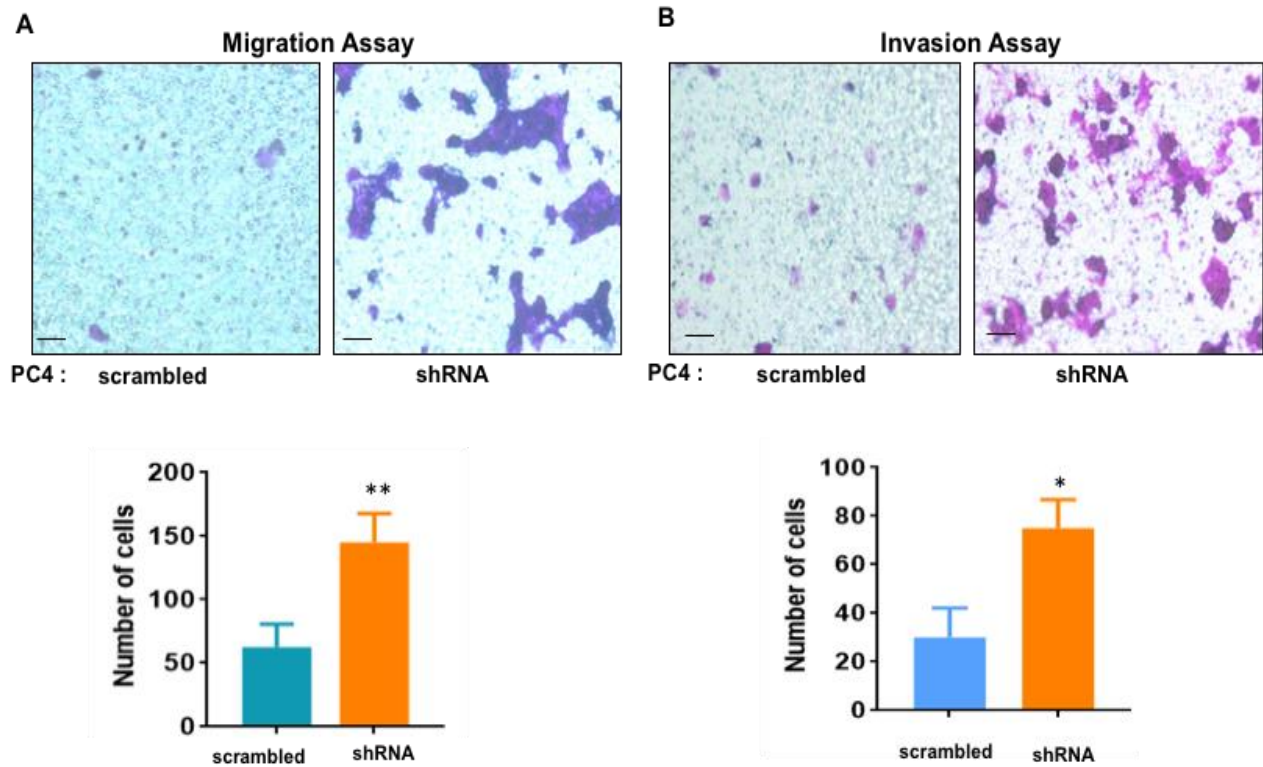 A
Migration Assay
PC4 : scrambled shRNA
200
150
100
50
0
Number of cells
**
scrambled shRNA
B
Invasion Assay
PC4 : scrambled shRNA
100
80
60
40
20
0
Number of cells
*
scrambled shRNA